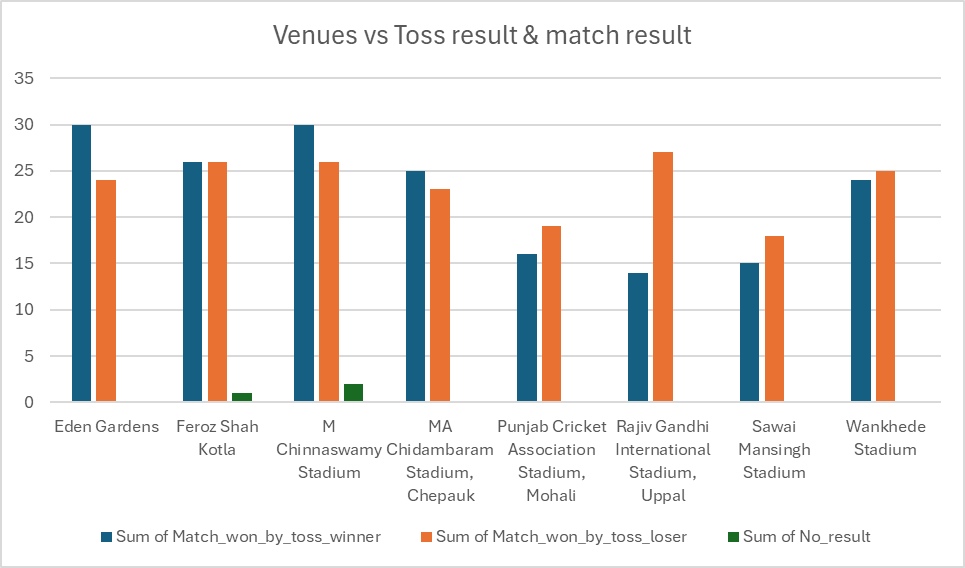 Venues vs Toss result & match result
35
30
25
20
15
10
5
0
Eden Gardens
Feroz Shah
Kotla
M
Chinnaswamy
Stadium
MA
Chidambaram
Stadium,
Chepauk
Punjab Cricket
Association
Stadium,
Mohali
Rajiv Gandhi
International
Stadium,
Uppal
Sawai
Mansingh
Stadium
Wankhede
Stadium
Sum of Match_won_by_toss_winner
Sum of Match_won_by_toss_loser
Sum of No_result